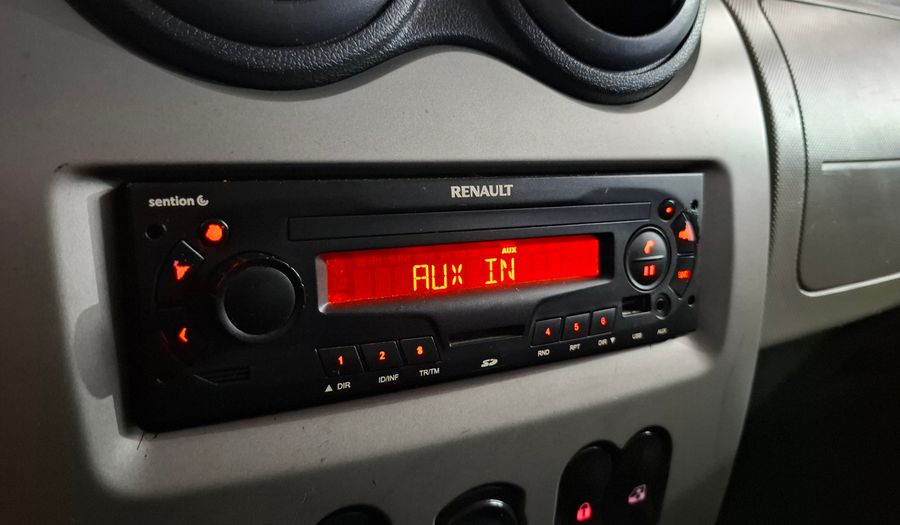 RENAULT
sention
AUX
AUX IN
1 2 3 4 5 6
▲ DIR ID/INF TR/TM RND RPT DIR ▼ USB AUX
SD